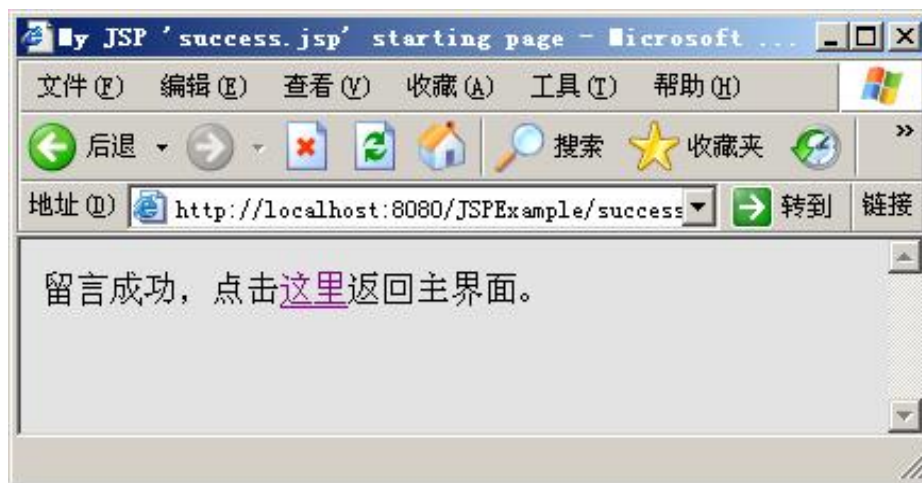 My JSP 'success.jsp' starting page - Microsoft ...
文件(F) 编辑(E) 查看(V) 收藏(A) 工具(T) 帮助(H)
后退 搜索 收藏夹 »
地址(D) http://localhost:8080/JSPExample/success 转到 链接
留言成功，点击这里返回主界面。